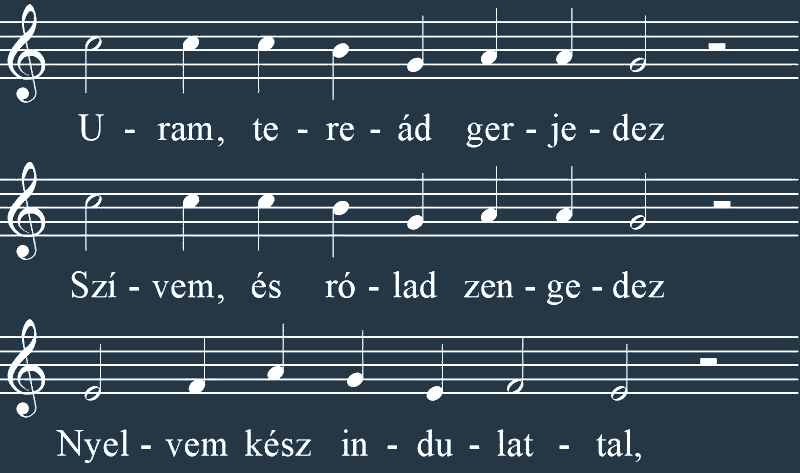 U - ram, te - re - ád ger - je - dez
Szí - vem, és ró - lad zen - ge - dez
Nyel - vem kész in - du - lat - tal,